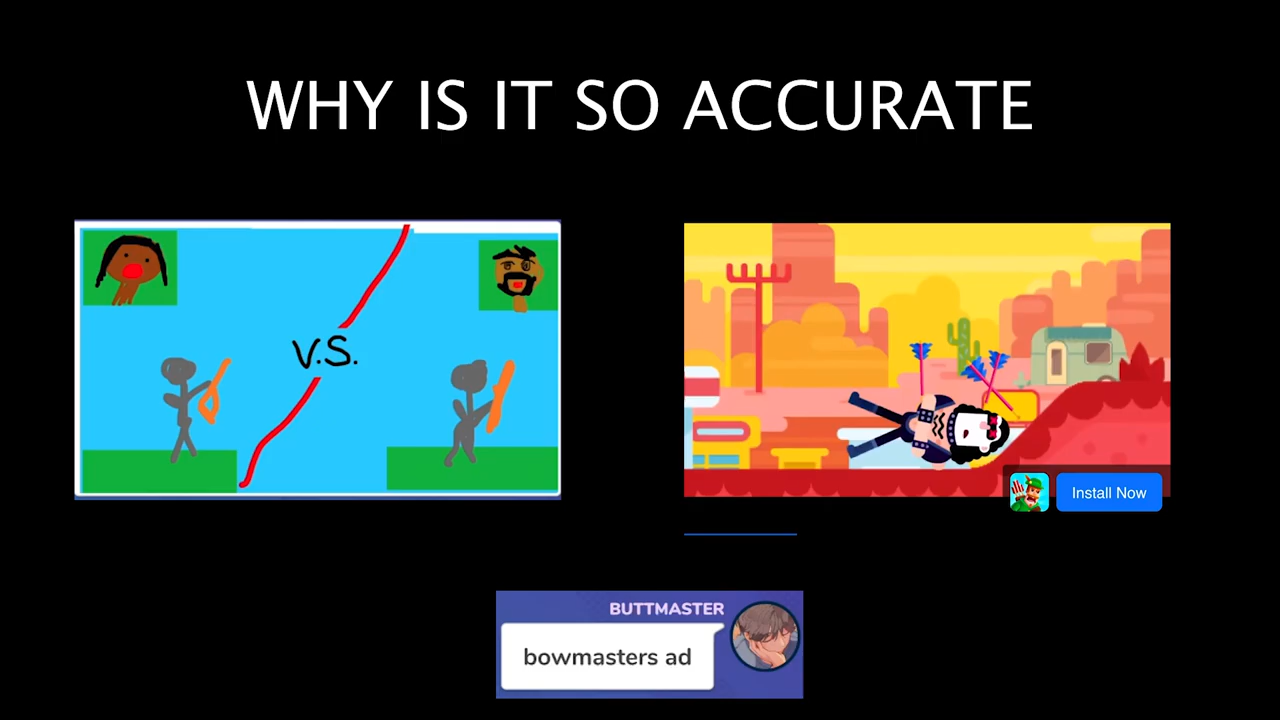 WHY IS IT SO ACCURATE
V.S.
Install Now
BUTTMASTER
bowmasters ad